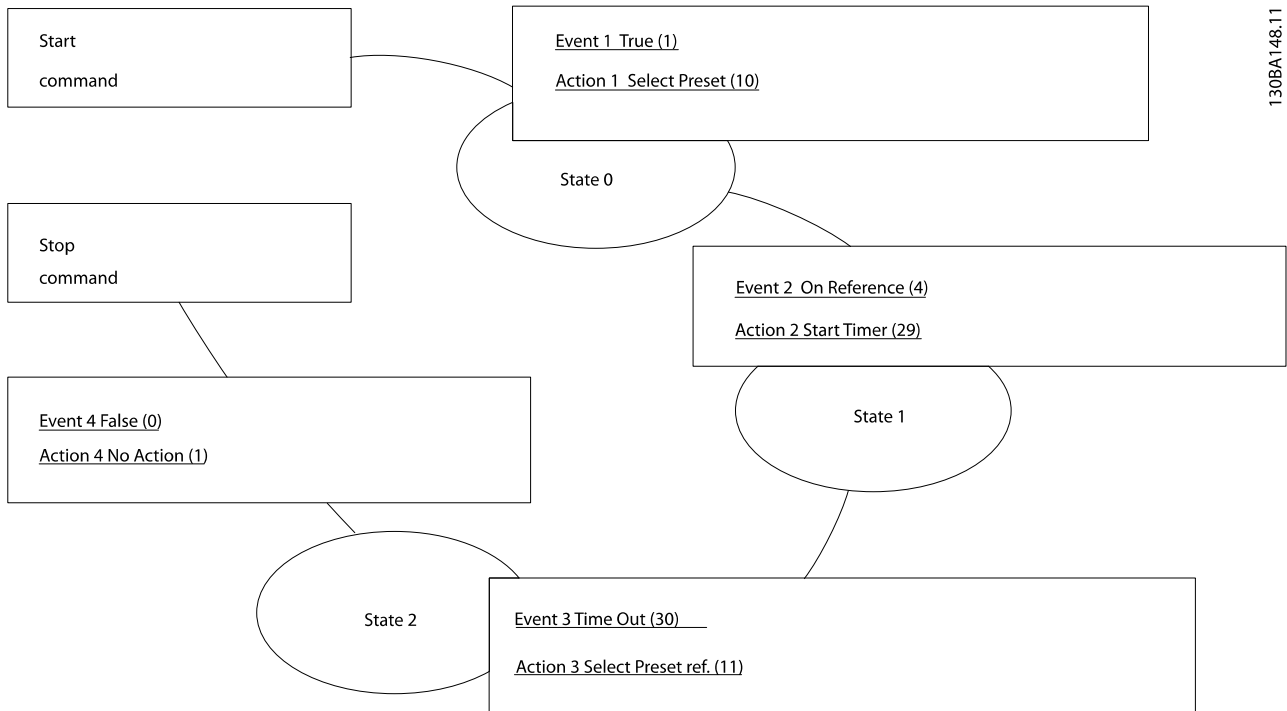 Start
command
Event 1 True (1)
Action 1 Select Preset (10)
130BA148.11
State 0
Stop
command
Event 2 On Reference (4)
Action 2 Start Timer (29)
State 1
Event 4 False (0)
Action 4 No Action (1)
State 2
Event 3 Time Out (30)
Action 3 Select Preset ref. (11)